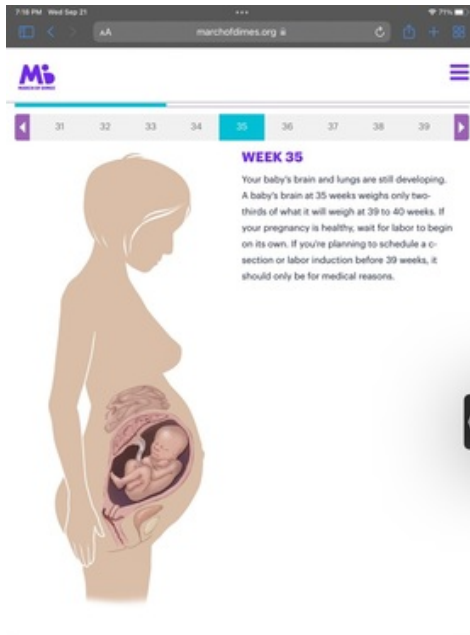 7:18 PM Wed Sep 21
71%
AA
marchofdimes.org
MARCH OF DIMES
31 32 33 34 35 36 37 38 39
WEEK 35
Your baby's brain and lungs are still developing.
A baby's brain at 35 weeks weighs only two-
thirds of what it will weigh at 39 to 40 weeks. If
your pregnancy is healthy, wait for labor to begin
on its own. If you're planning to schedule a c-
section or labor induction before 39 weeks, it
should only be for medical reasons.